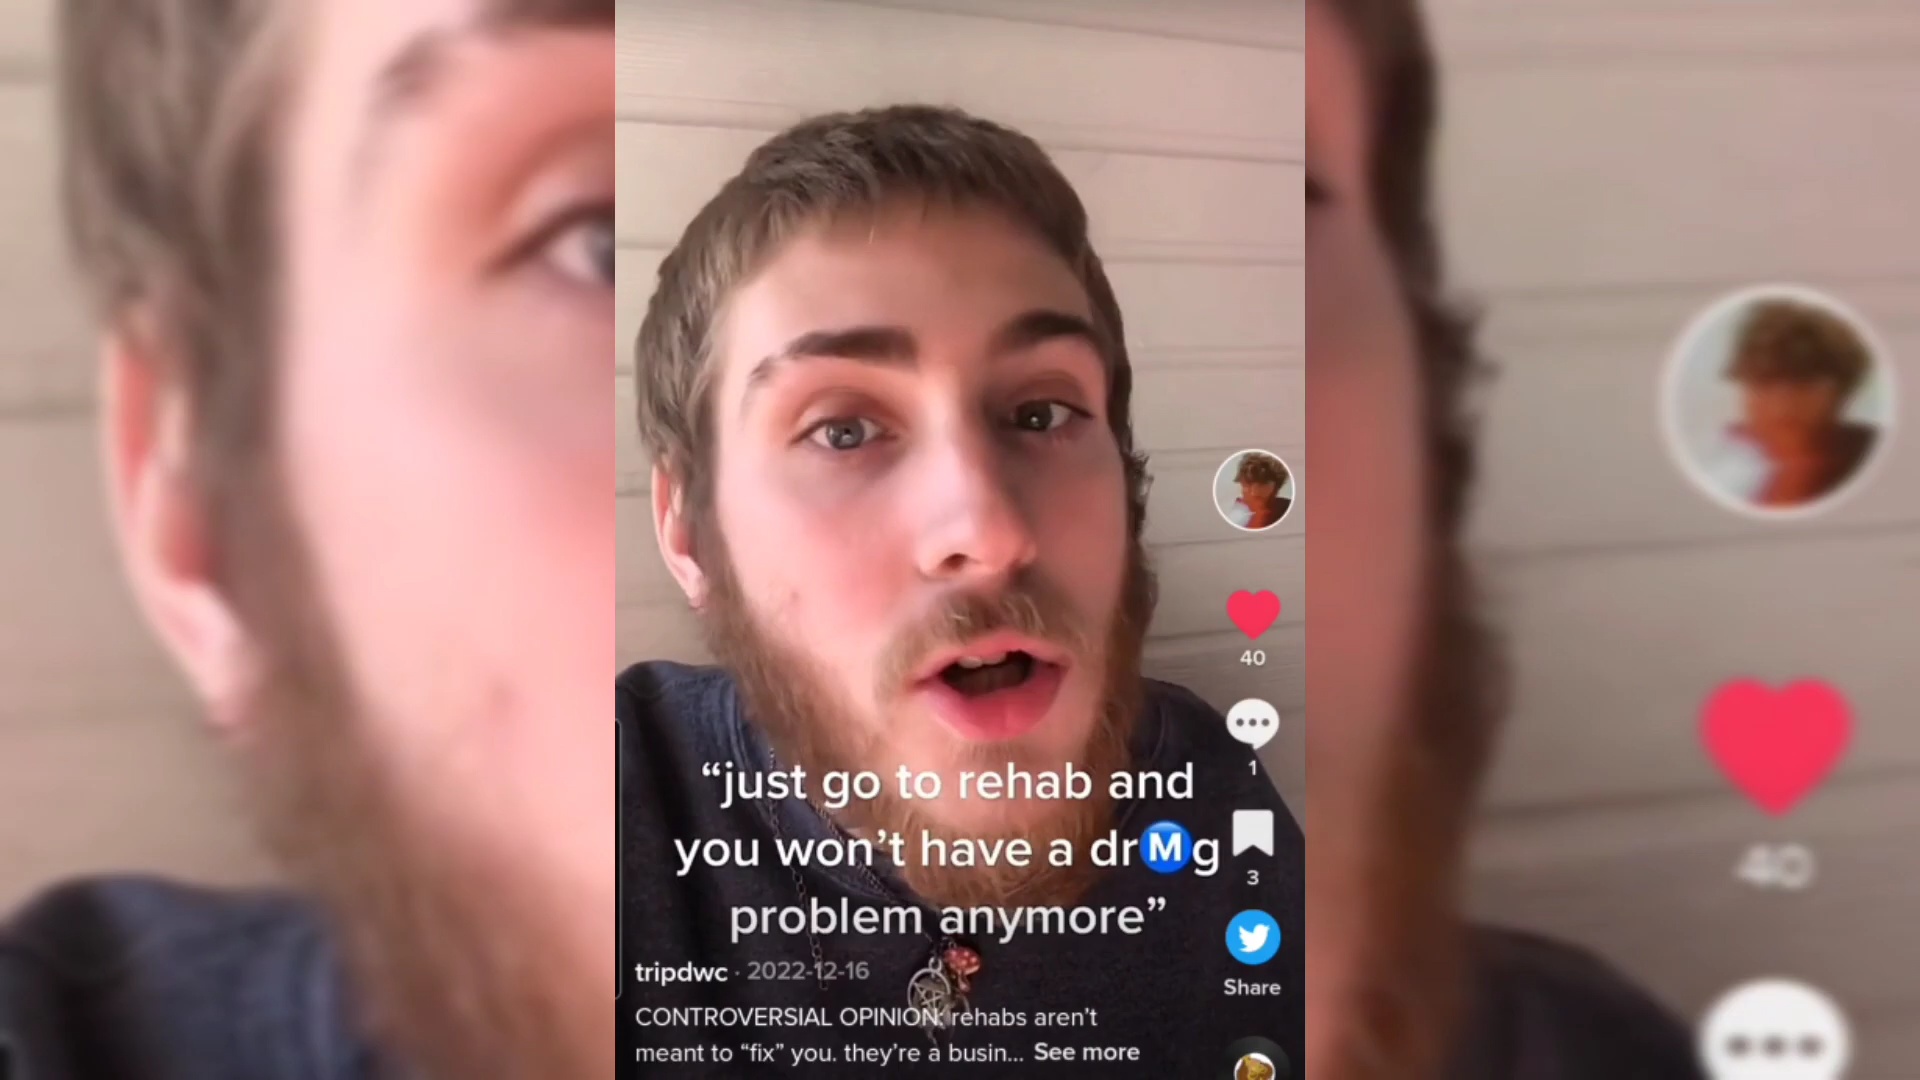 40
1
“just go to rehab and
you won’t have a drⓂ️g
3
problem anymore”
tripdwc · 2022-12-16
Share
CONTROVERSIAL OPINION: rehabs aren't
meant to “fix” you. they’re a busin... See more
40